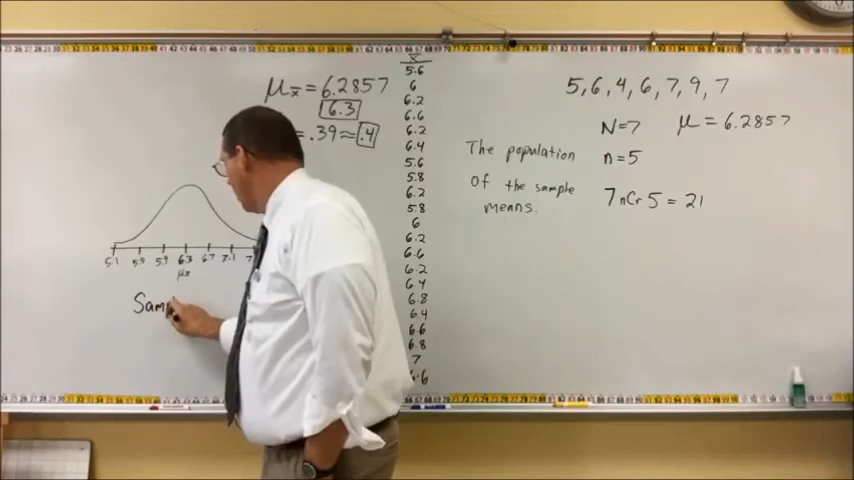 μx̄ = 6.2857
6.3
= .39 ≈ .4
5.1 5.5 5.9 6.3 6.7 7.1 7
μx̄
Samp
x̄
5.6
6
6.2
6.6
6.2
6.4
5.6
5.8
6.2
5.8
6
6.2
6.6
6.2
6.4
6.8
6.4
6.6
6.8
7
6.6
The population
of the sample
means.
5,6,4,6,7,9,7
N=7 μ = 6.2857
n=5
7nCr5 = 21